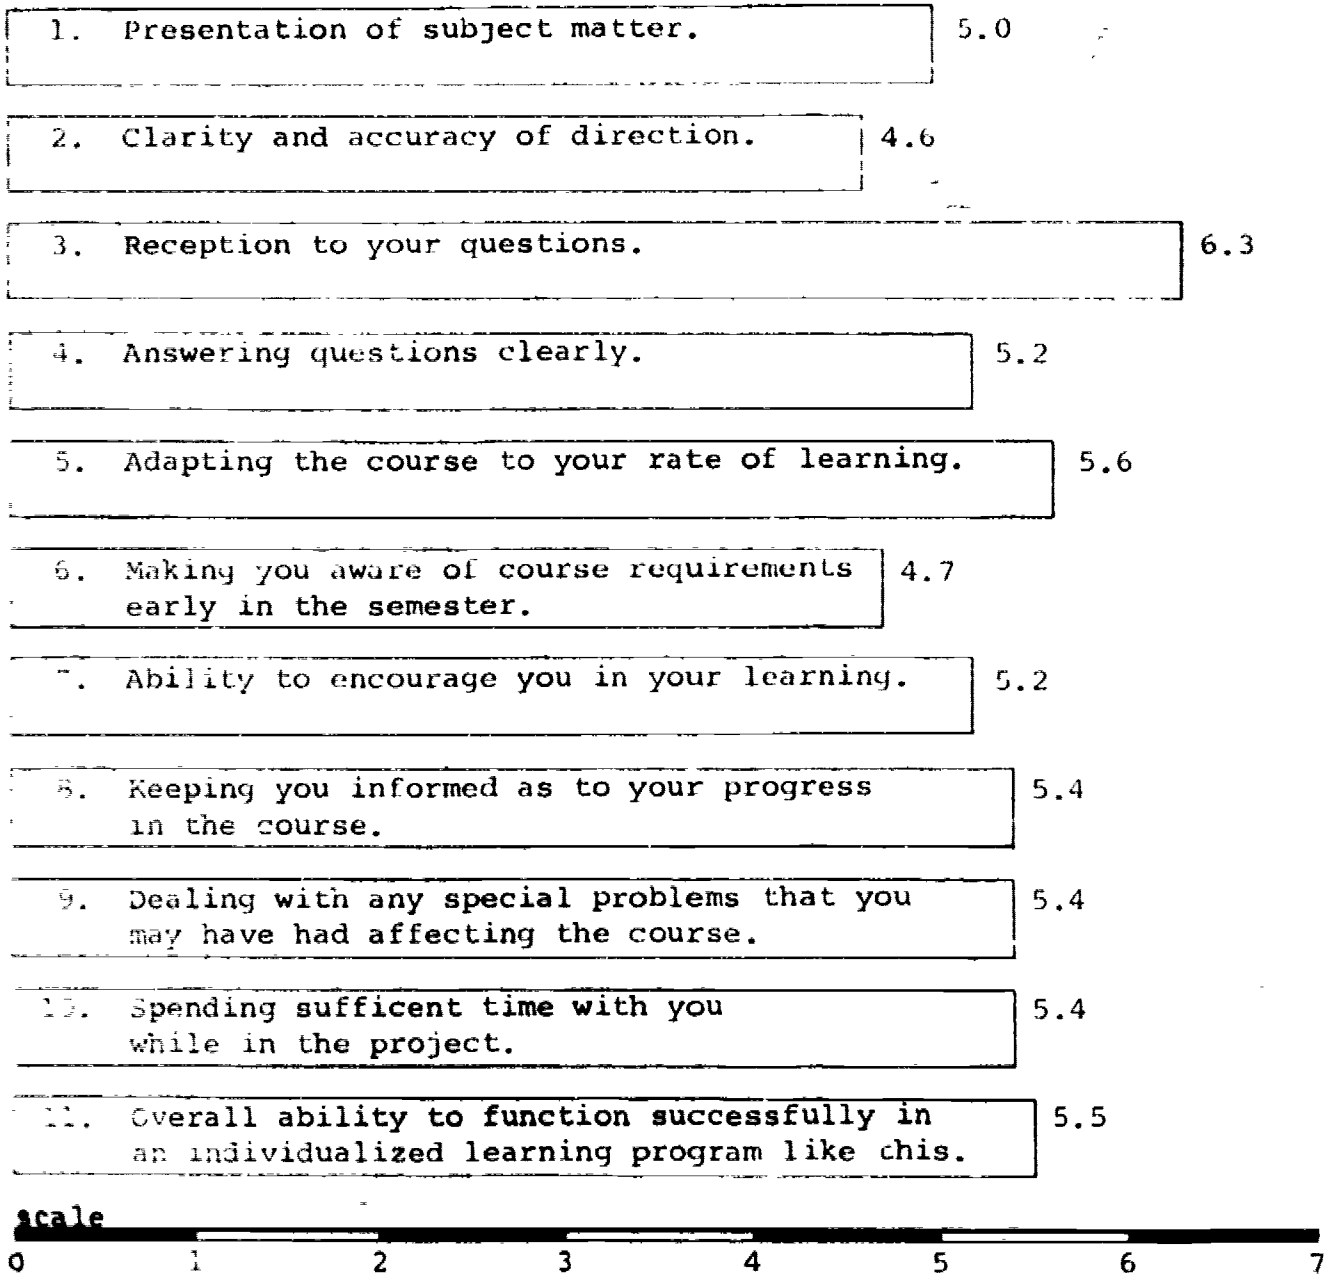 1. Presentation of subject matter. 5.0
2. Clarity and accuracy of direction. 4.6
3. Reception to your questions. 6.3
4. Answering questions clearly. 5.2
5. Adapting the course to your rate of learning. 5.6
6. Making you aware of course requirements 4.7
early in the semester.
7. Ability to encourage you in your learning. 5.2
8. Keeping you informed as to your progress 5.4
in the course.
9. Dealing with any special problems that you 5.4
may have had affecting the course.
10. Spending sufficent time with you 5.4
while in the project.
11. Overall ability to function successfully in 5.5
an individualized learning program like this.
scale
0 1 2 3 4 5 6 7